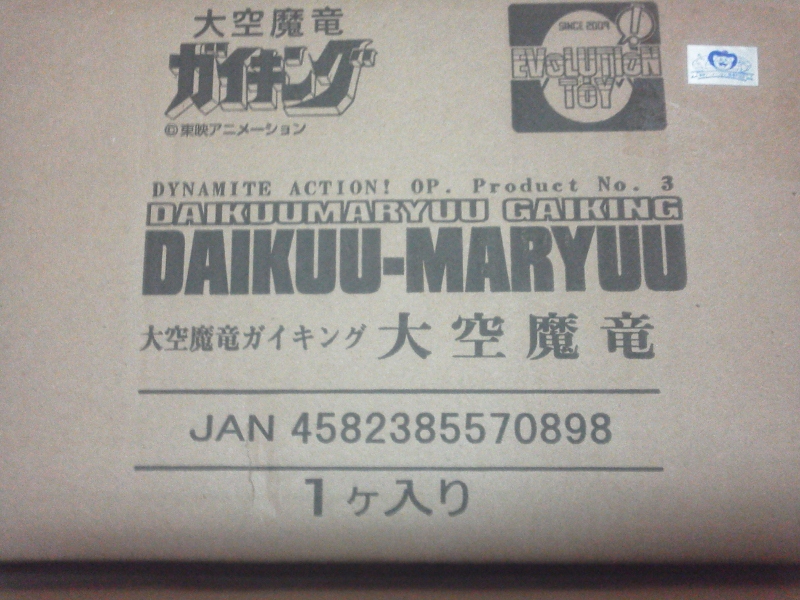 大空魔竜
ガイキング
©東映アニメーション
SINCE 2009
EVOLUTION
TOY
DYNAMITE ACTION! OP. Product No. 3
DAIKUUMARYUU GAIKING
DAIKUU-MARYUU
大空魔竜ガイキング 大空魔竜
JAN 4582385570898
1ヶ入り